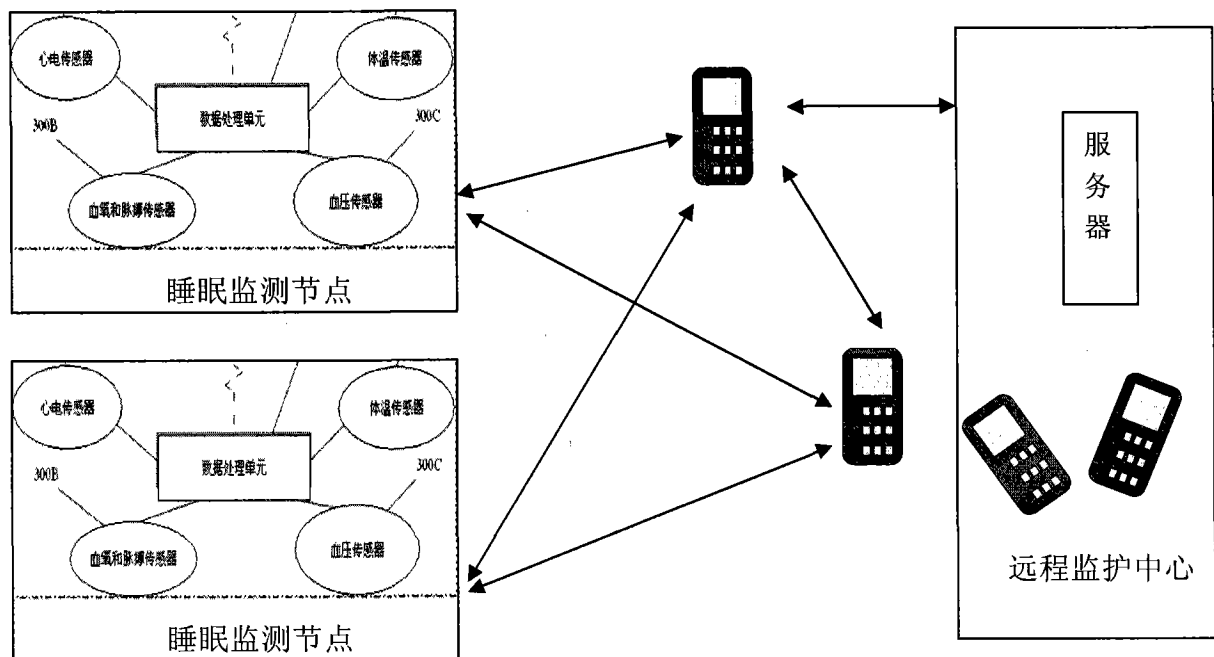 心电传感器
体温传感器
数据处理单元
300B
300C
血氧和脉搏传感器
血压传感器
睡眠监测节点
心电传感器
体温传感器
数据处理单元
300B
300C
血氧和脉搏传感器
血压传感器
睡眠监测节点
服务器
远程监护中心